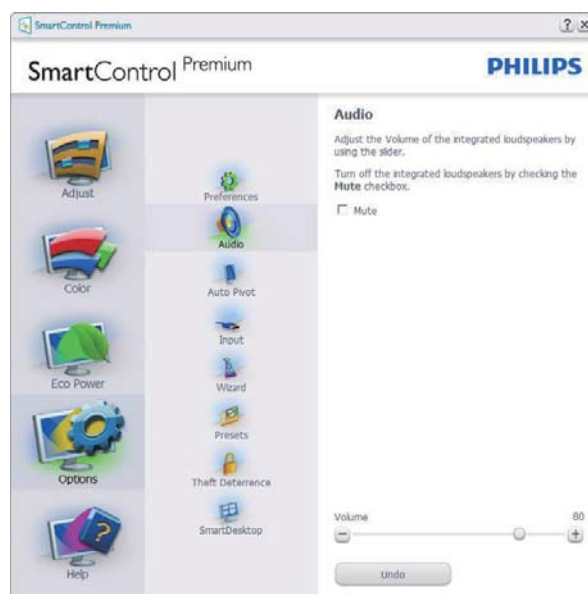 SmartControl Premium
SmartControl Premium
PHILIPS
Adjust
Color
Eco Power
Options
Help
Preferences
Audio
Auto Pivot
Input
Wizard
Presets
Theft Deterrence
SmartDesktop
Audio
Adjust the Volume of the integrated loudspeakers by
using the slider.
Turn off the integrated loudspeakers by checking the
Mute checkbox.
Mute
Volume 80
Undo